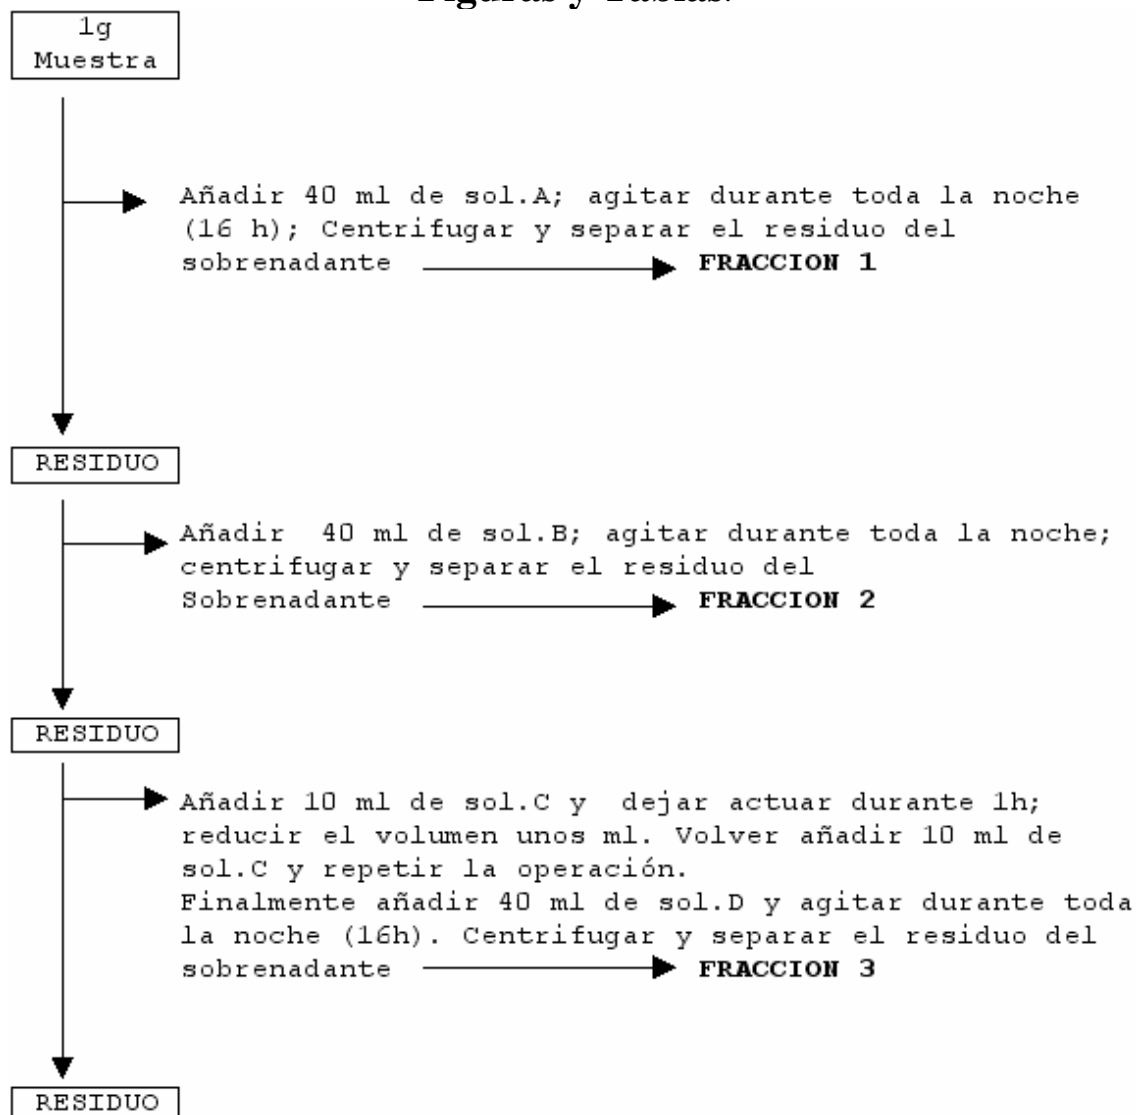 Figuras y Tablas.
1g
Muestra
Añadir 40 ml de sol.A; agitar durante toda la noche
(16 h); Centrifugar y separar el residuo del
sobrenadante
FRACCION 1
RESIDUO
Añadir 40 ml de sol.B; agitar durante toda la noche;
centrifugar y separar el residuo del
Sobrenadante
FRACCION 2
RESIDUO
Añadir 10 ml de sol.C y dejar actuar durante 1h;
reducir el volumen unos ml. Volver añadir 10 ml de
sol.C y repetir la operación.
Finalmente añadir 40 ml de sol.D y agitar durante toda
la noche (16h). Centrifugar y separar el residuo del
sobrenadante
FRACCION 3
RESIDUO